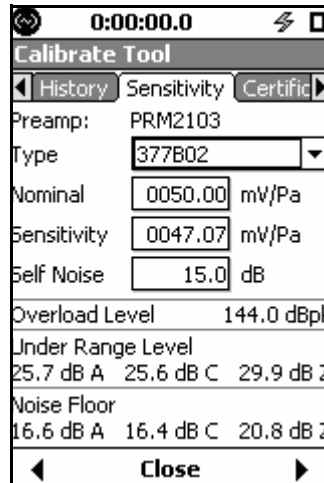 0:00:00.0
Calibrate Tool
History Sensitivity Certific
Preamp: PRM2103
Type 377B02
Nominal 0050.00 mV/Pa
Sensitivity 0047.07 mV/Pa
Self Noise 15.0 dB
Overload Level 144.0 dBpk
Under Range Level
25.7 dB A 25.6 dB C 29.9 dB Z
Noise Floor
16.6 dB A 16.4 dB C 20.8 dB Z
Close